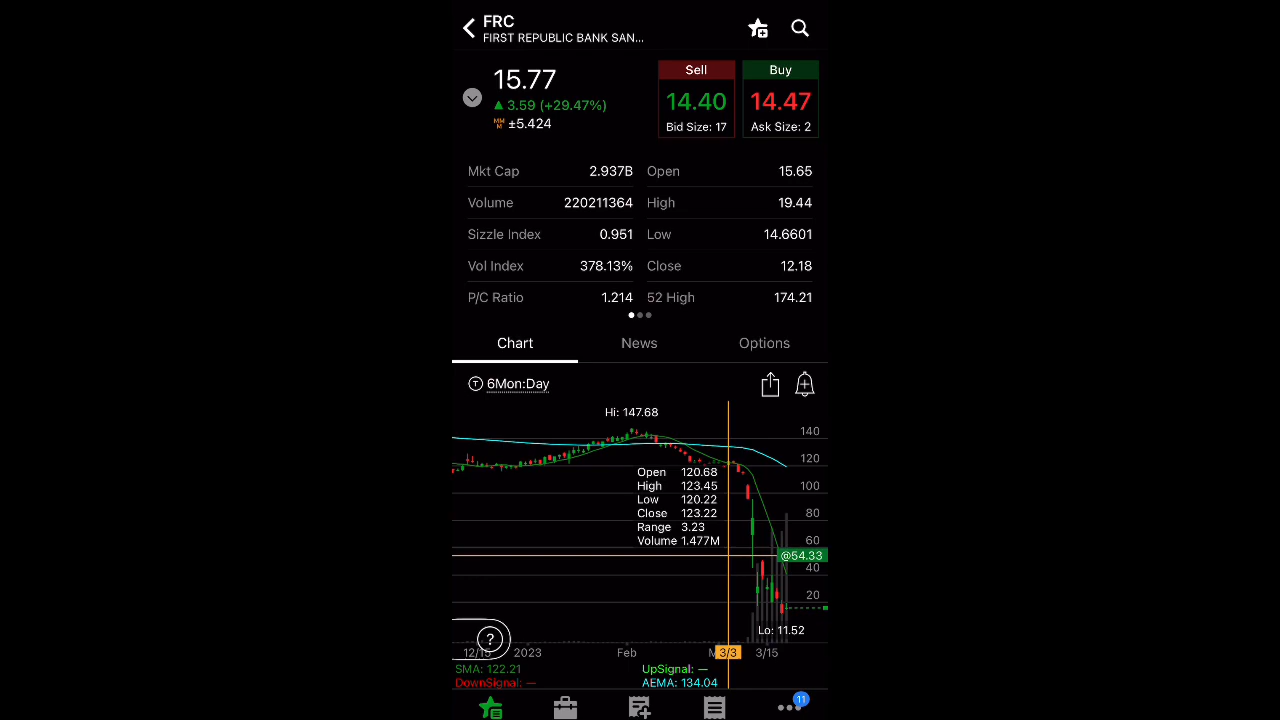 FRC
FIRST REPUBLIC BANK SAN...
15.77
3.59 (+29.47%)
MM M ±5.424
Sell
14.40
Bid Size: 17
Buy
14.47
Ask Size: 2
Mkt Cap 2.937B Open 15.65
Volume 220211364 High 19.44
Sizzle Index 0.951 Low 14.6601
Vol Index 378.13% Close 12.18
P/C Ratio 1.214 52 High 174.21
Chart News Options
T 6Mon:Day
Hi: 147.68
140
120
Open 120.68
High 123.45
100
Low 120.22
Close 123.22
80
Range 3.23
Volume 1.477M
60
@54.33
40
20
Lo: 11.52
?
12/15 2023 Feb M 3/3 3/15
SMA: 122.21 UpSignal: —
DownSignal: — AEMA: 134.04
11